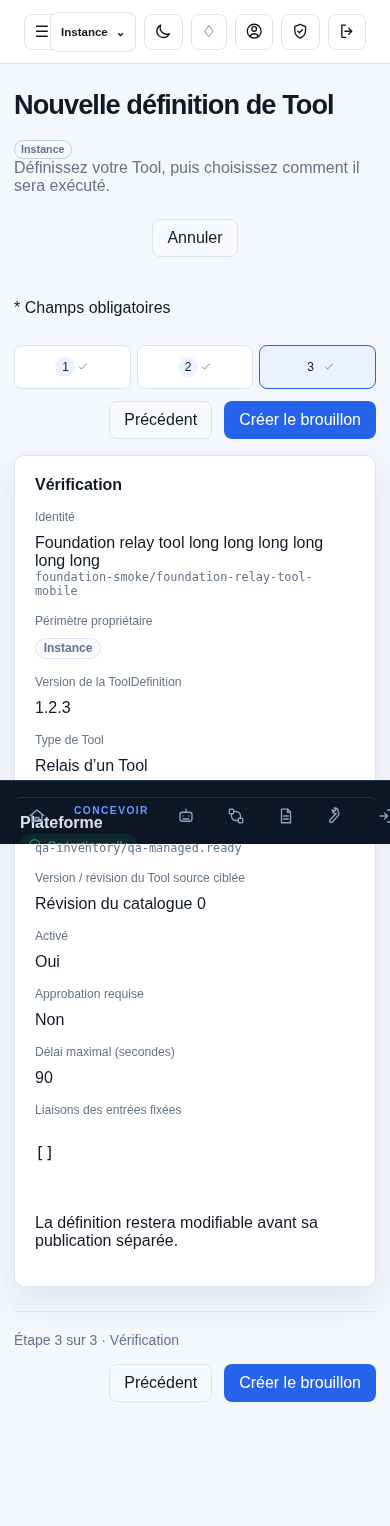 Instance
Nouvelle définition de Tool
Instance
Définissez votre Tool, puis choisissez comment il
sera exécuté.
Annuler
* Champs obligatoires
1
2
3
Précédent
Créer le brouillon
Vérification
Identité
Foundation relay tool long long long long
long long
foundation-smoke/foundation-relay-tool-
mobile
Périmètre propriétaire
Instance
Version de la ToolDefinition
1.2.3
Type de Tool
Relais d’un Tool
CONCEVOIR
Plateforme
qa-inventory/qa-managed.ready
Version / révision du Tool source ciblée
Révision du catalogue 0
Activé
Oui
Approbation requise
Non
Délai maximal (secondes)
90
Liaisons des entrées fixées
[]
La définition restera modifiable avant sa
publication séparée.
Étape 3 sur 3 · Vérification
Précédent
Créer le brouillon